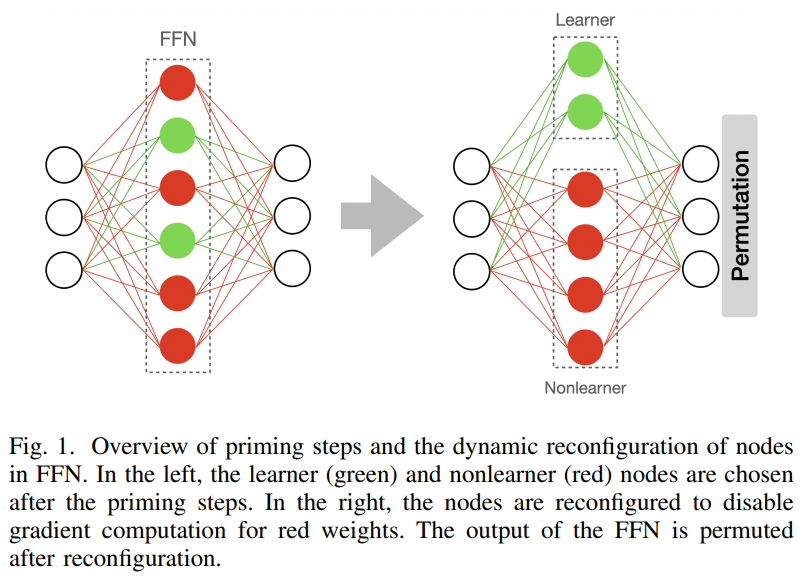 FFN
Learner
Permutation
Nonlearner
Fig. 1. Overview of priming steps and the dynamic reconfiguration of nodes
in FFN. In the left, the learner (green) and nonlearner (red) nodes are chosen
after the priming steps. In the right, the nodes are reconfigured to disable
gradient computation for red weights. The output of the FFN is permuted
after reconfiguration.